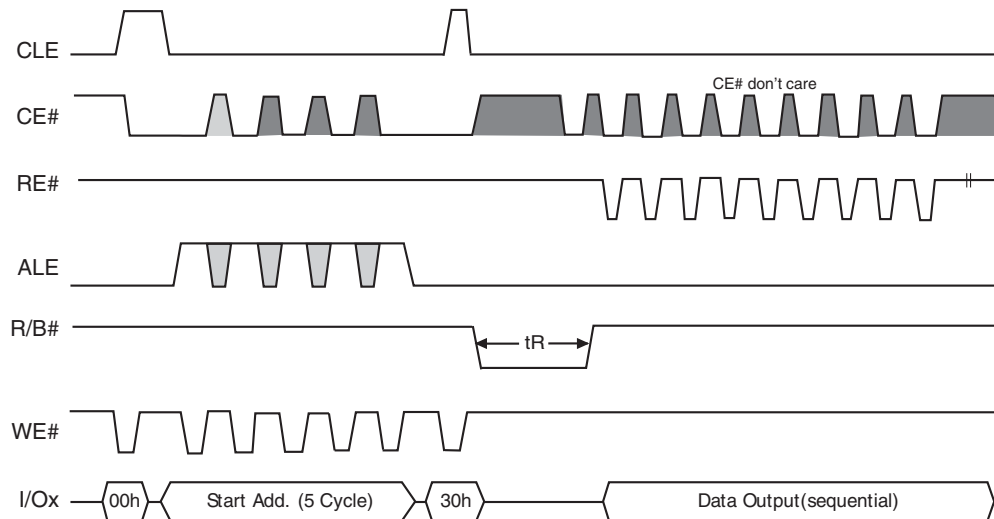 CLE
CE# don't care
CE#
RE#
ALE
R/B#
tR
WE#
I/Ox
00h
Start Add. (5 Cycle)
30h
Data Output(sequential)